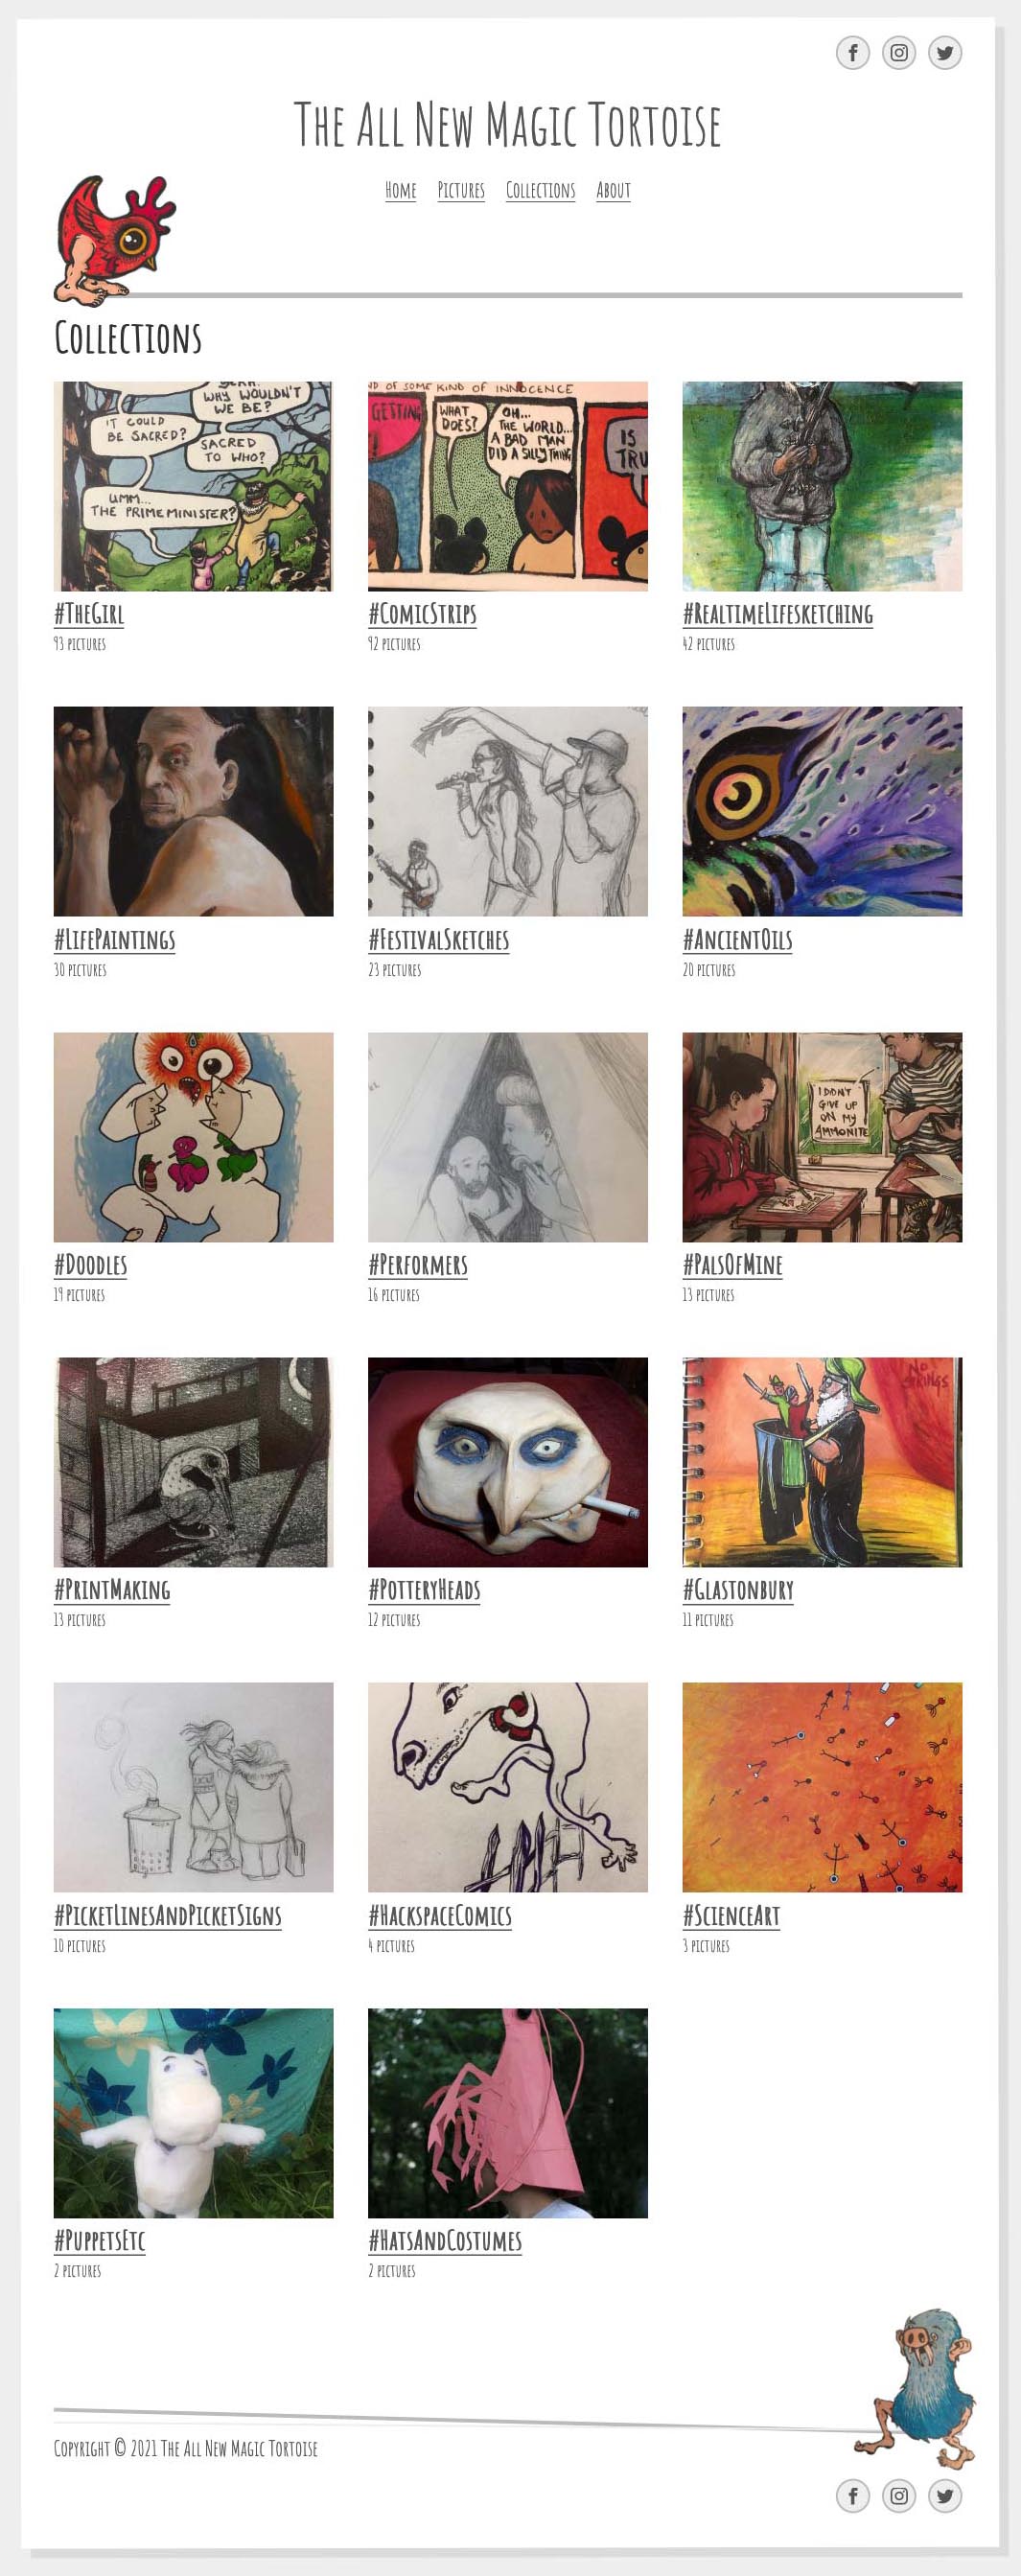 The All New Magic Tortoise
Home Pictures Collections About
Collections
YEAH.
WHY WOULDN'T
WE BE?
IT COULD
BE SACRED?
SACRED
TO WHO?
UMM...
THE PRIME MINISTER?
#TheGirl
93 pictures
ND OF SOME KIND OF INNOCENCE
GETTING
WHAT
DOES?
OH...
THE WORLD...
A BAD MAN
DID A SILLY THING
IS
TRU
#ComicStrips
92 pictures
#RealtimeLifesketching
42 pictures
#LifePaintings
30 pictures
#FestivalSketches
23 pictures
#AncientOils
20 pictures
#Doodles
19 pictures
#Performers
16 pictures
I DIDN'T
GIVE UP
ON MY
AMMONITE
#PalsOfMine
13 pictures
#PrintMaking
13 pictures
#PotteryHeads
12 pictures
NO
STRINGS
#Glastonbury
11 pictures
#PicketLinesAndPicketSigns
10 pictures
#HackspaceComics
4 pictures
#ScienceArt
3 pictures
#PuppetsEtc
2 pictures
#HatsAndCostumes
2 pictures
Copyright © 2021 The All New Magic Tortoise